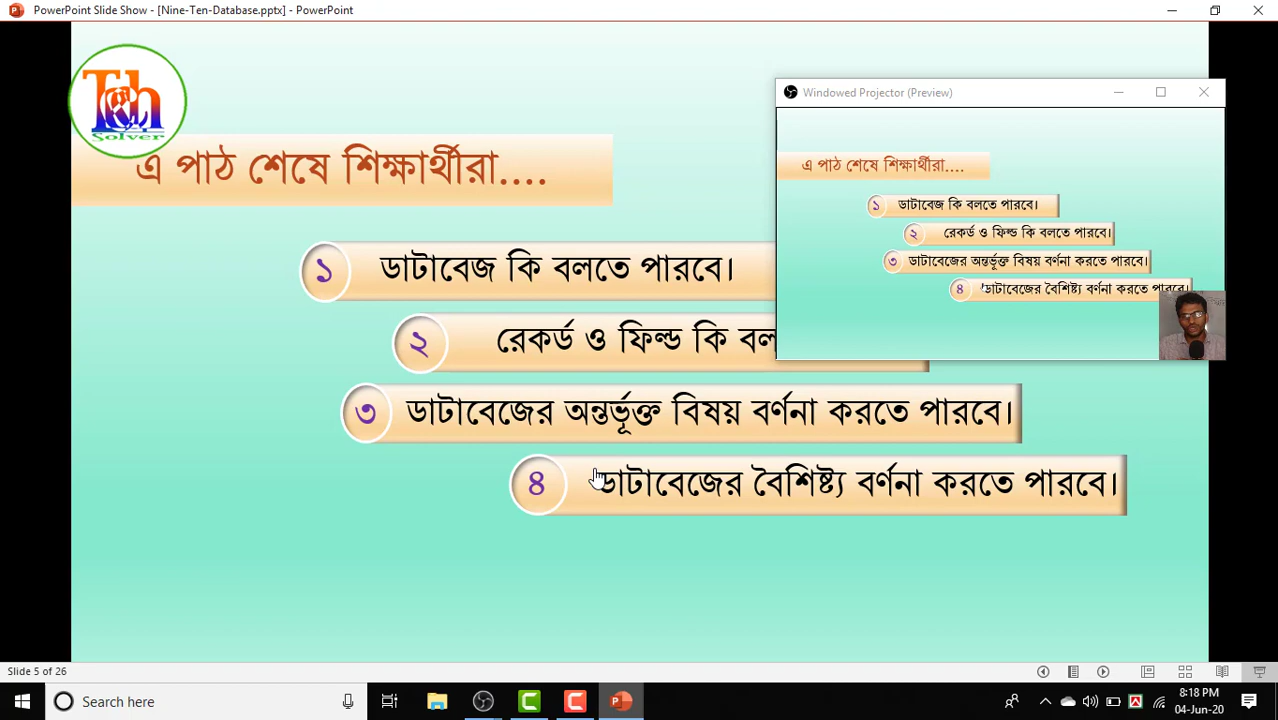 PowerPoint Slide Show - [Nine-Ten-Database.pptx] - PowerPoint
Tech
Solver
এ পাঠ শেষে শিক্ষার্থীরা....
১ ডাটাবেজ কি বলতে পারবে।
২ রেকর্ড ও ফিল্ড কি বল
৩ ডাটাবেজের অন্তর্ভূক্ত বিষয় বর্ণনা করতে পারবে।
৪ ডাটাবেজের বৈশিষ্ট্য বর্ণনা করতে পারবে।
Windowed Projector (Preview)
এ পাঠ শেষে শিক্ষার্থীরা....
১ ডাটাবেজ কি বলতে পারবে।
২ রেকর্ড ও ফিল্ড কি বলতে পারবে।
৩ ডাটাবেজের অন্তর্ভূক্ত বিষয় বর্ণনা করতে পারবে।
৪ ডাটাবেজের বৈশিষ্ট্য বর্ণনা করতে পারবে।
Slide 5 of 26
Search here
8:18 PM
04-Jun-20